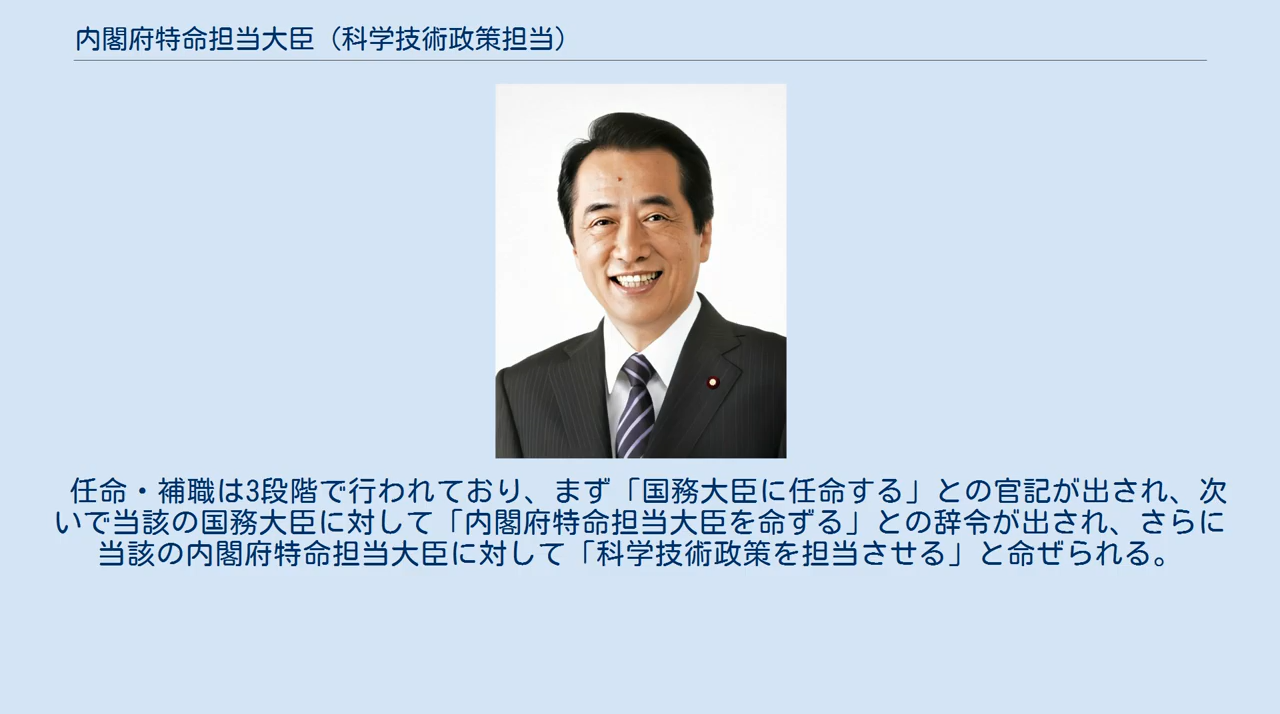 内閣府特命担当大臣（科学技術政策担当）
任命・補職は3段階で行われており、まず「国務大臣に任命する」との官記が出され、次
いで当該の国務大臣に対して「内閣府特命担当大臣を命ずる」との辞令が出され、さらに
当該の内閣府特命担当大臣に対して「科学技術政策を担当させる」と命ぜられる。